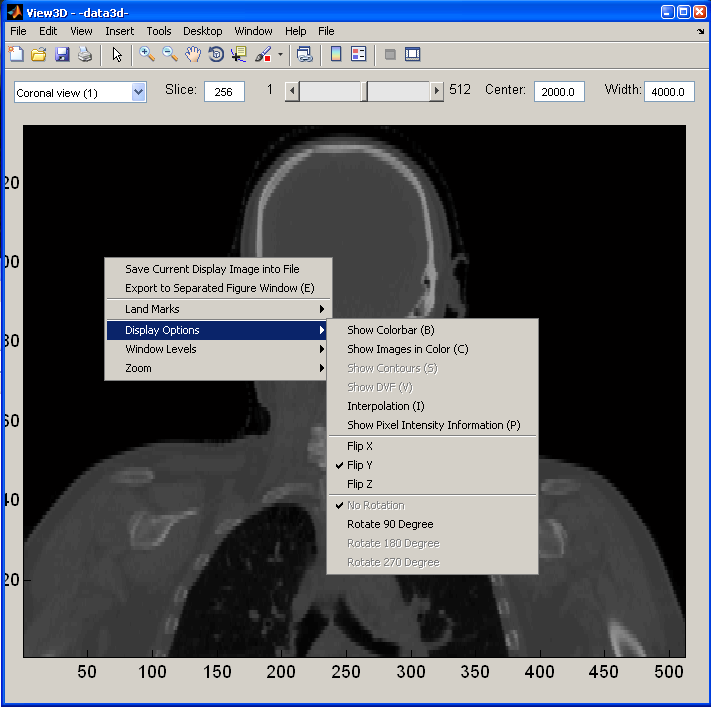 View3D - -data3d-
File Edit View Insert Tools Desktop Window Help File
Coronal view (1) Slice: 256 1 512 Center: 2000.0 Width: 4000.0
20
00
80
60
40
20
Save Current Display Image into File
Export to Separated Figure Window (E)
Land Marks
Display Options
Window Levels
Zoom
Show Colorbar (B)
Show Images in Color (C)
Show Contours (S)
Show DVF (V)
Interpolation (I)
Show Pixel Intensity Information (P)
Flip X
Flip Y
Flip Z
No Rotation
Rotate 90 Degree
Rotate 180 Degree
Rotate 270 Degree
50 100 150 200 250 300 350 400 450 500